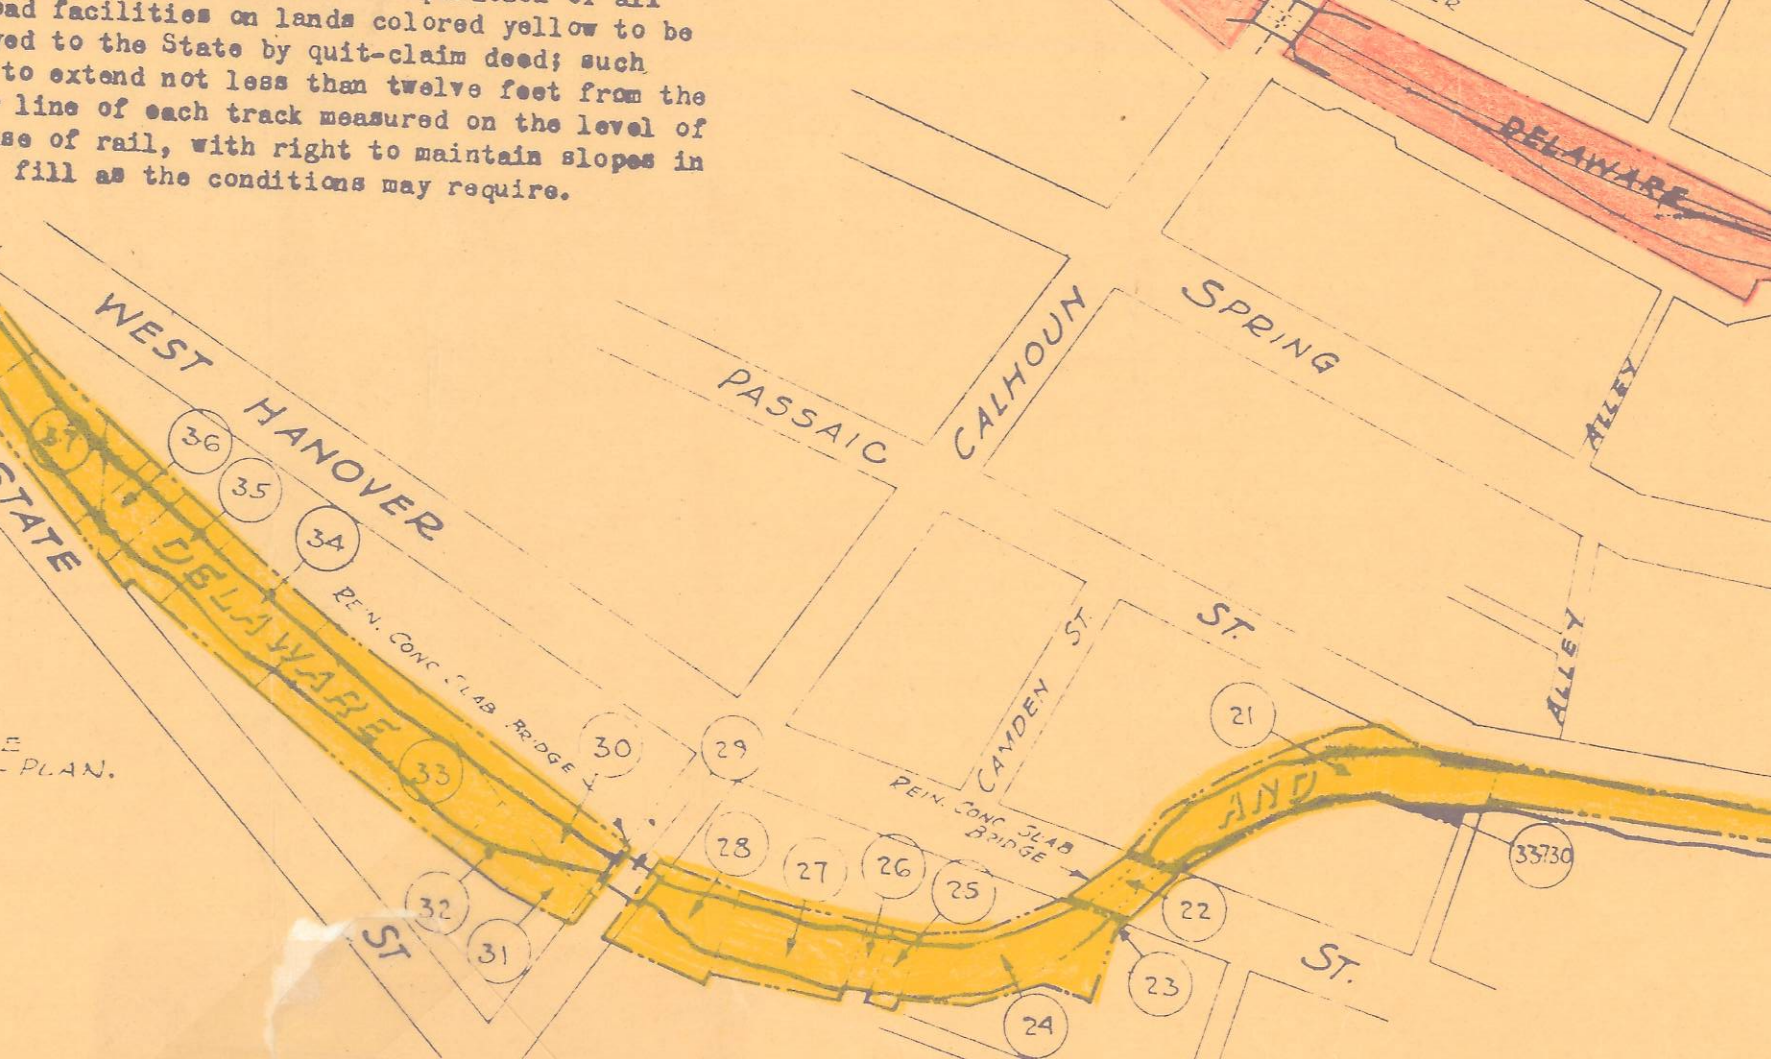 facilities on lands colored yellow to be
to the State by quit-claim deed; such
to extend not less than twelve feet from the
line of each track measured on the level of
of rail, with right to maintain slopes in
fill as the conditions may require.
DELAWARE
WEST HANOVER
PASSAIC
CALHOUN
SPRING
ALLEY
STATE
37
36
35
34
DELAWARE
REIN. CONC SLAB BRIDGE
33
30
29
CAMDEN ST.
ST.
ALLEY
21
AND
REIN. CONC SLAB
BRIDGE
PLAN.
28
27
26
25
33730
32
31
22
23
24
ST
ST.